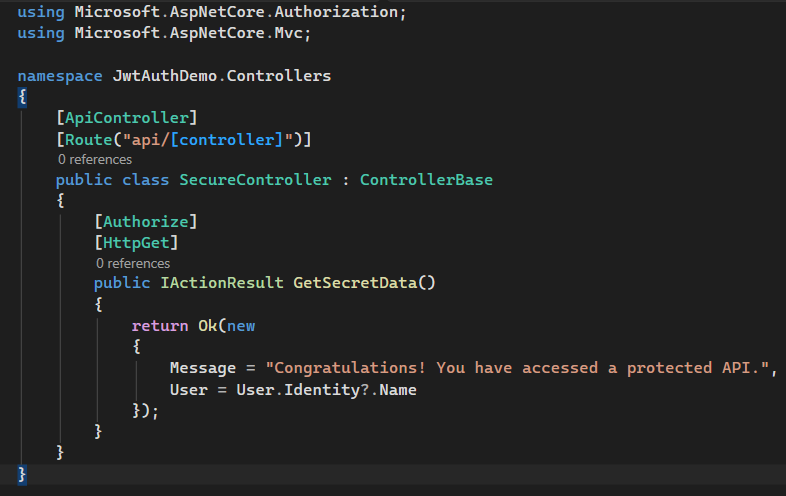 using Microsoft.AspNetCore.Authorization;
using Microsoft.AspNetCore.Mvc;

namespace JwtAuthDemo.Controllers
{
    [ApiController]
    [Route("api/[controller]")]
    0 references
    public class SecureController : ControllerBase
    {
        [Authorize]
        [HttpGet]
        0 references
        public IActionResult GetSecretData()
        {
            return Ok(new
            {
                Message = "Congratulations! You have accessed a protected API.",
                User = User.Identity?.Name
            });
        }
    }
}